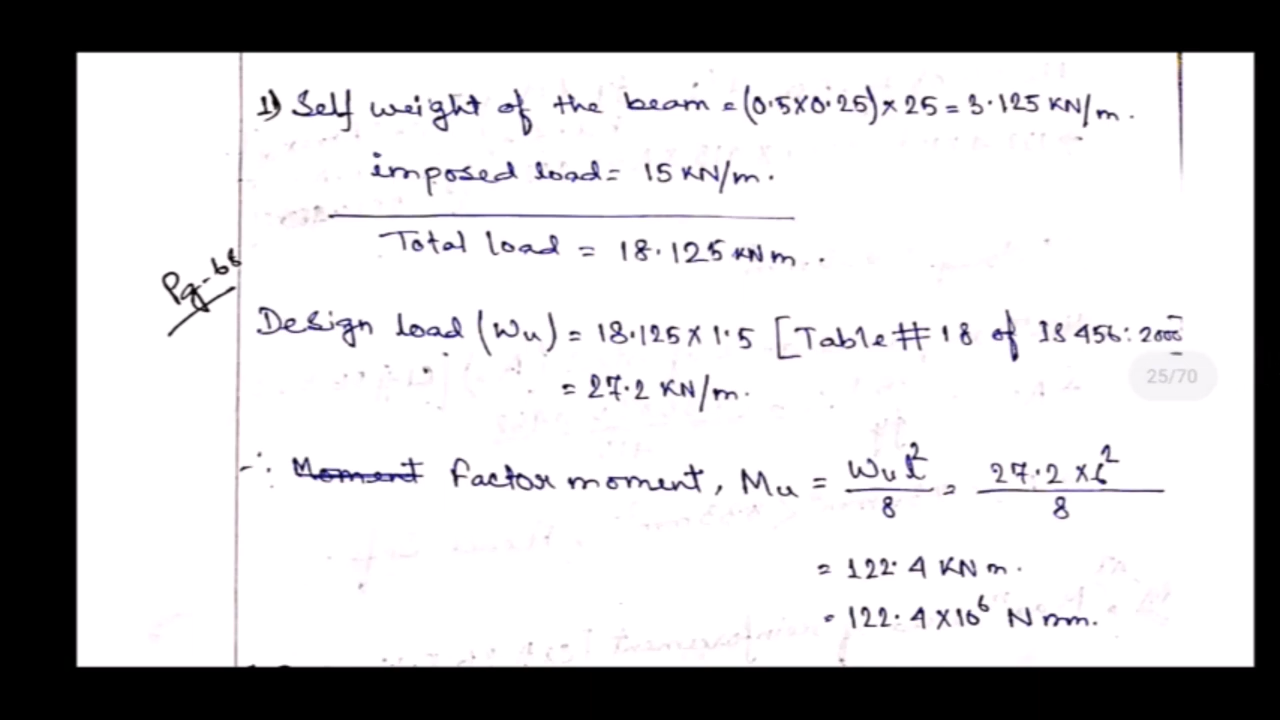 1) Self weight of the beam = (0.5X0.25) x 25 = 3.125 KN/m.
imposed load = 15 KN/m.
Total load = 18.125 KN m.
Pg-68
Design load (Wu) = 18.125 X 1.5 [Table # 18 of IS 456: 2000]
25/70
= 27.2 KN/m.
∴ Moment factor moment, Mu = Wu l²/8 = 27.2 x 6²/8
= 122.4 KN m.
= 122.4 X 10⁶ N mm.